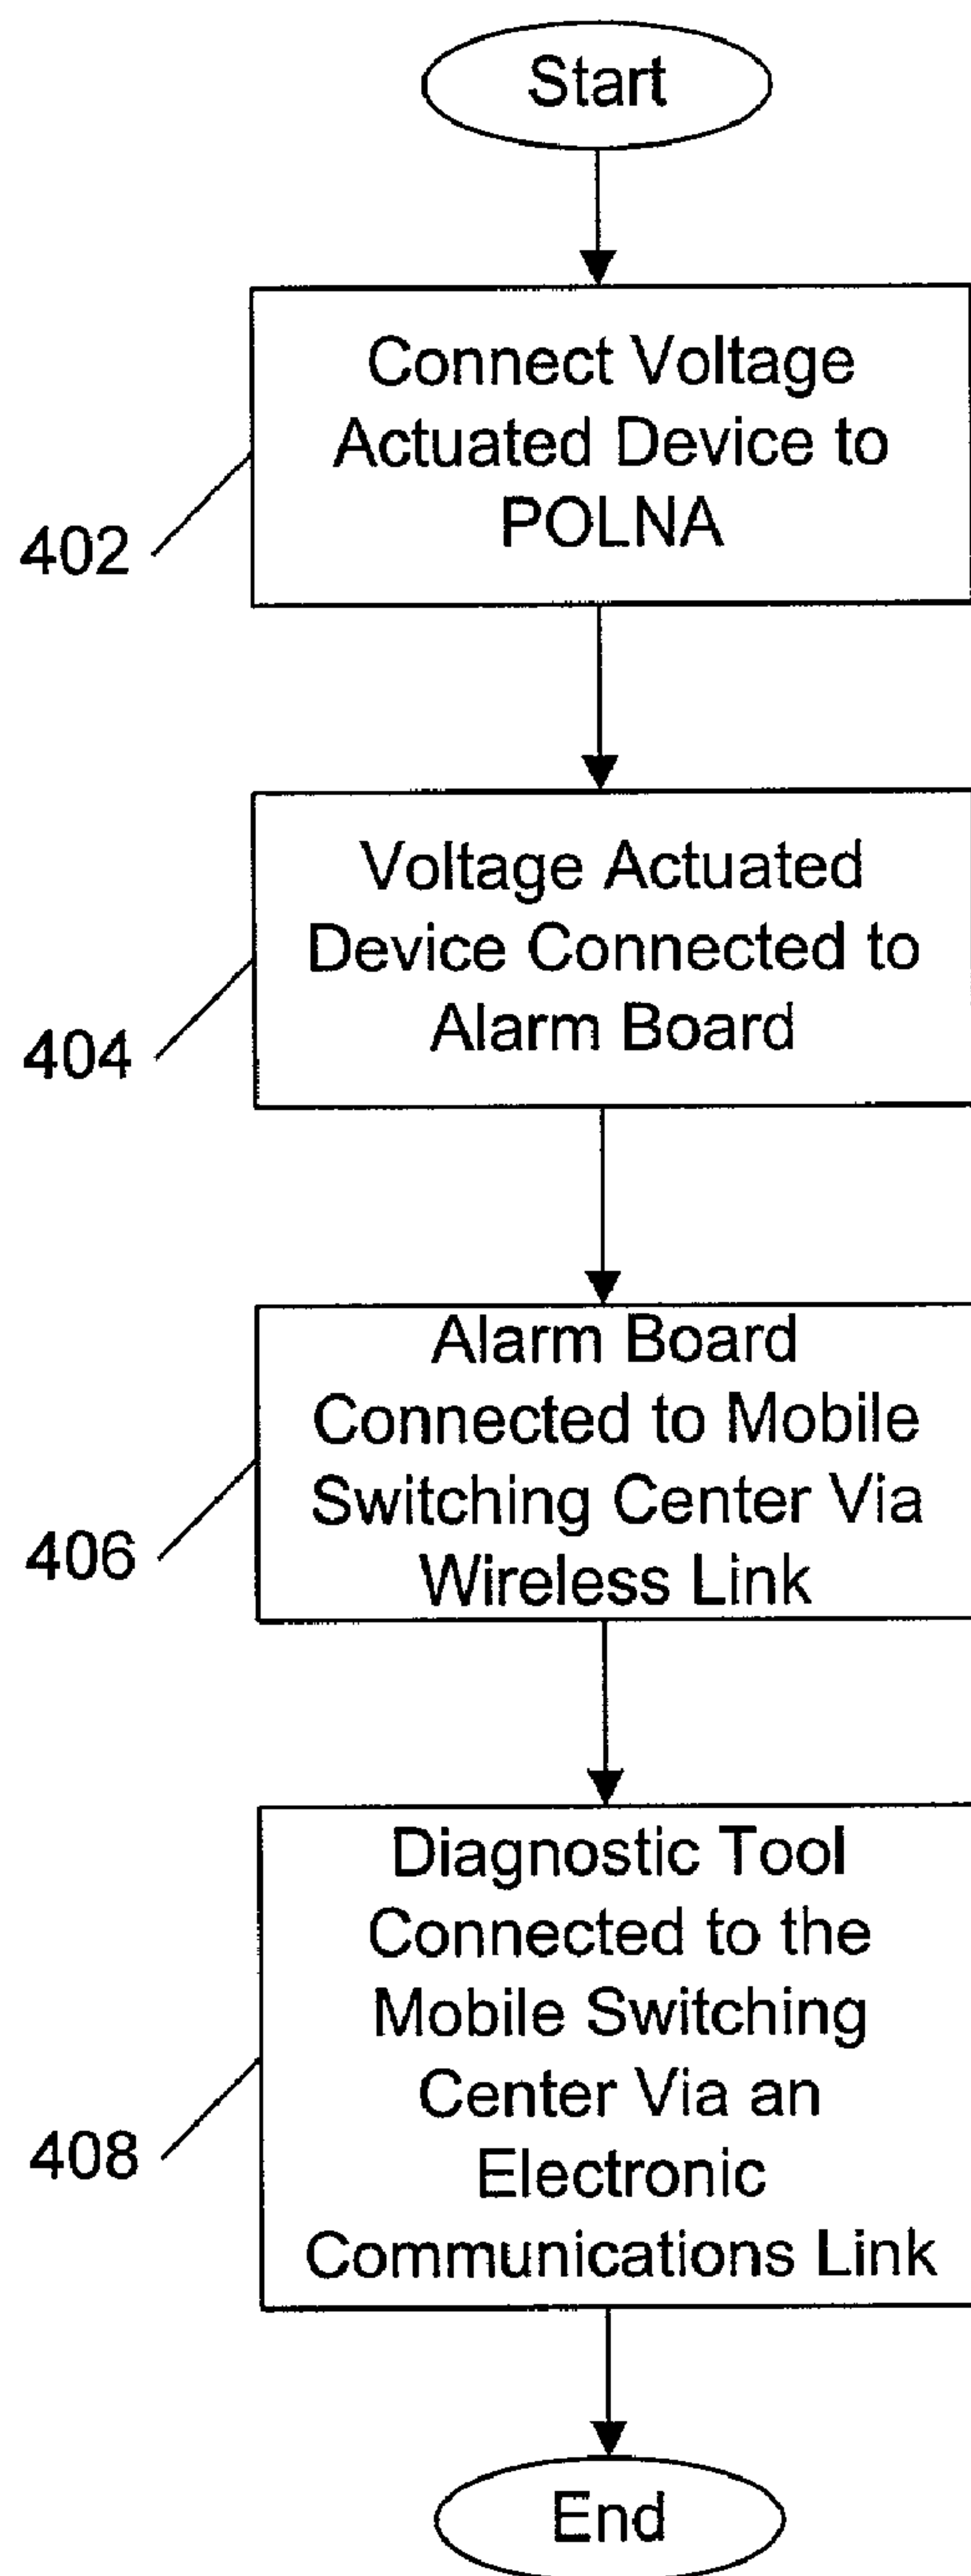 Start
Connect Voltage
Actuated Device to
POLNA
402
Voltage Actuated
Device Connected to
Alarm Board
404
Alarm Board
Connected to Mobile
Switching Center Via
Wireless Link
406
Diagnostic Tool
Connected to the
Mobile Switching
Center Via an
Electronic
Communications Link
408
End